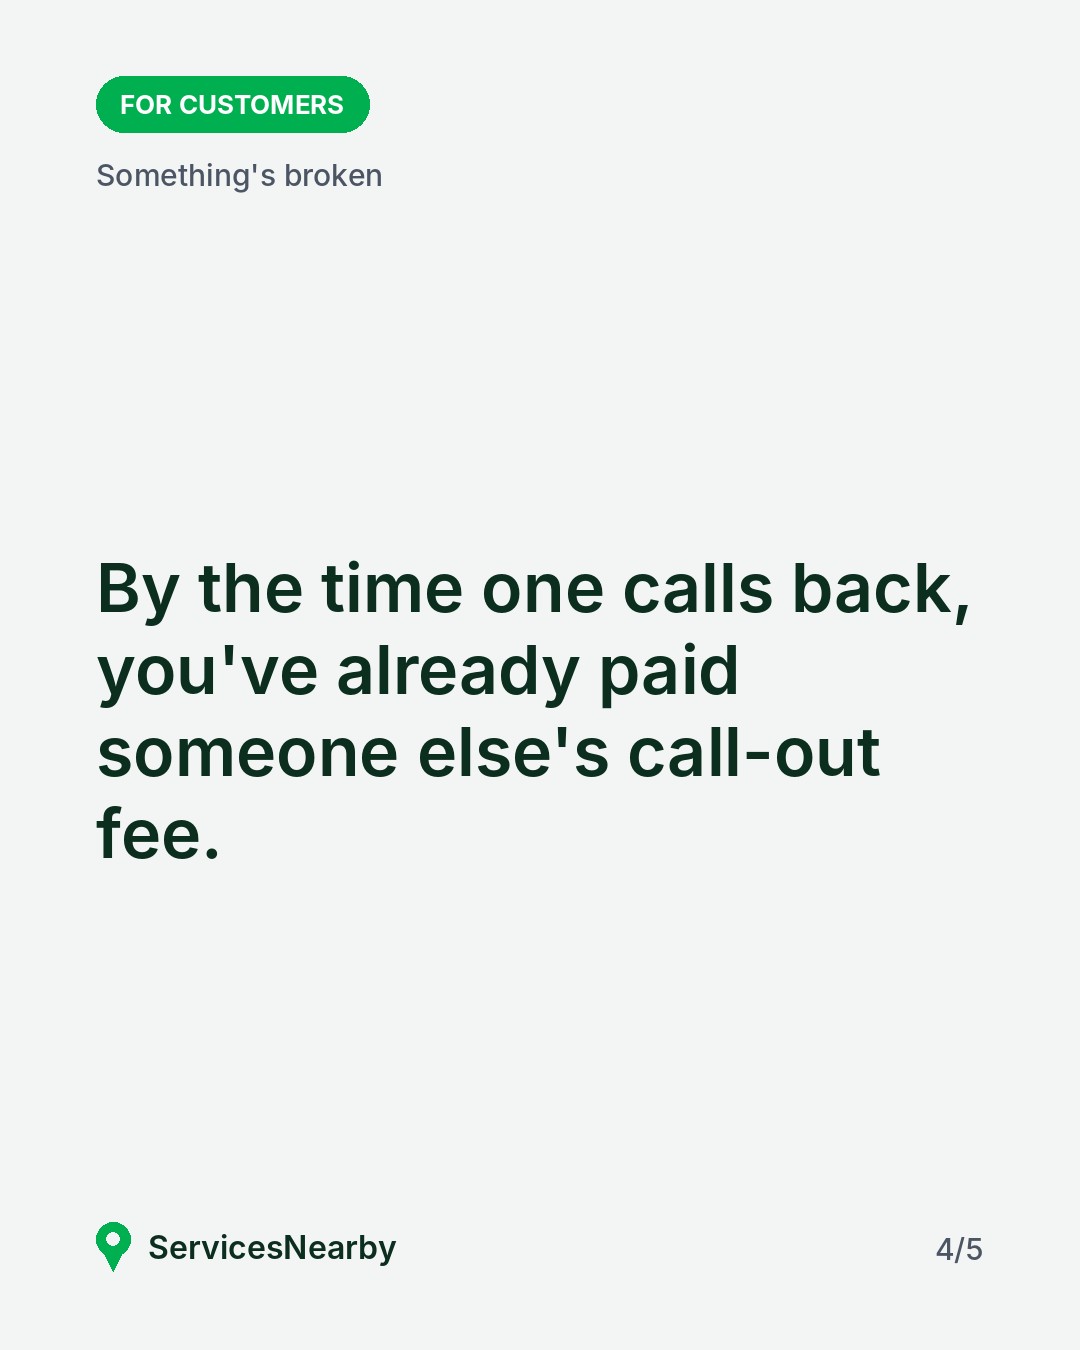 FOR CUSTOMERS
Something's broken
By the time one calls back,
you've already paid
someone else's call-out
fee.
ServicesNearby
4/5